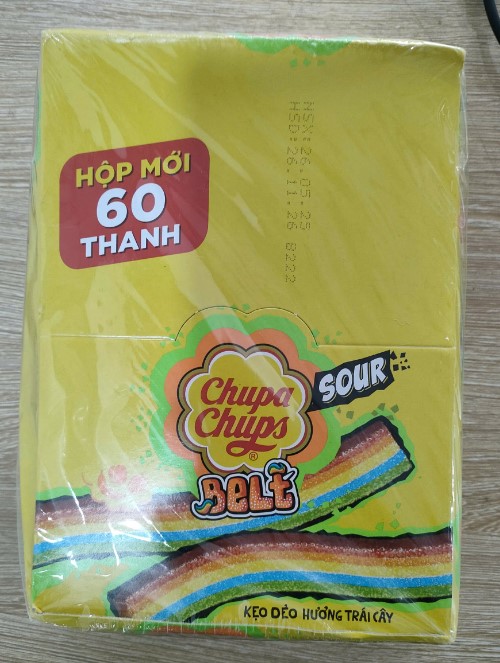 HỘP MỚI
60
THANH
HSX: 26.05.25
HSD: 26.11.26 8222
Chupa
Chups
®
SOUR
BELT
KẸO DẺO HƯƠNG TRÁI CÂY